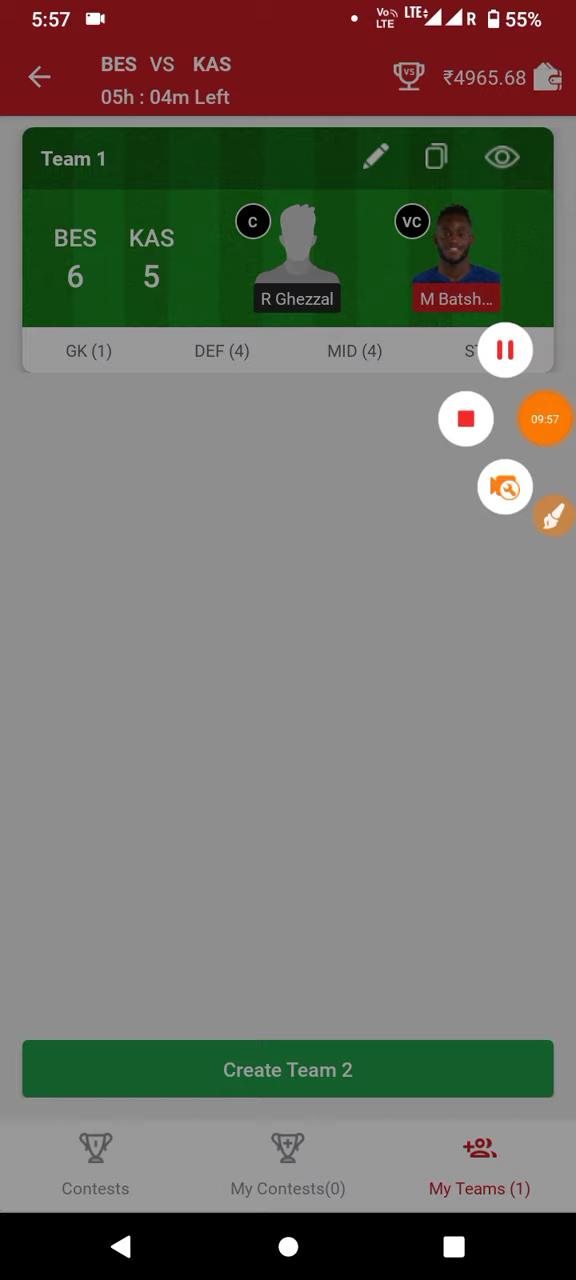 5:57 Vo LTE LTE R 55%
BES VS KAS
05h : 04m Left
VS ₹4965.68
Team 1
BES KAS
6 5
C
VC
R Ghezzal
M Batsh...
GK (1) DEF (4) MID (4)
09:57
Create Team 2
Contests My Contests(0) My Teams (1)